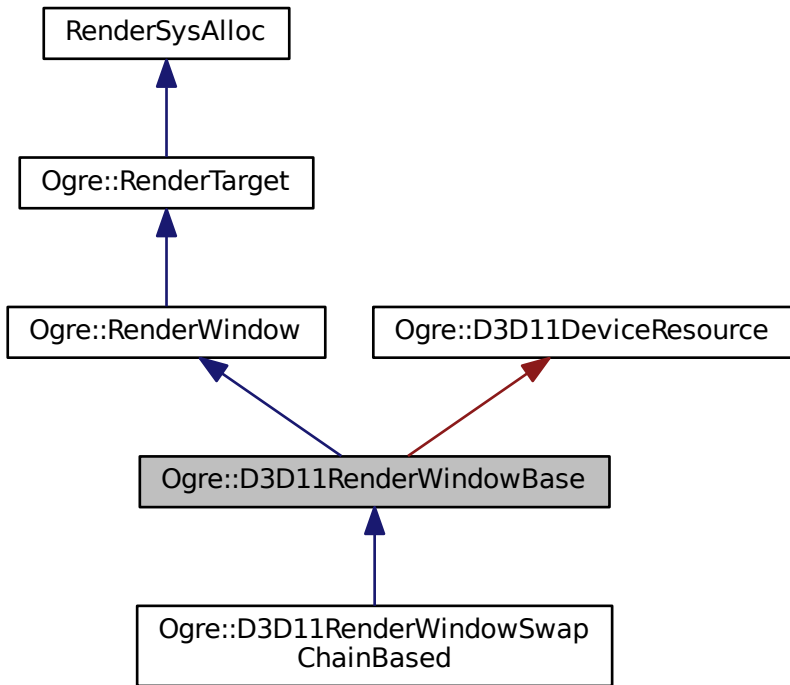 RenderSysAlloc
Ogre::RenderTarget
Ogre::RenderWindow
Ogre::D3D11DeviceResource
Ogre::D3D11RenderWindowBase
Ogre::D3D11RenderWindowSwap
ChainBased